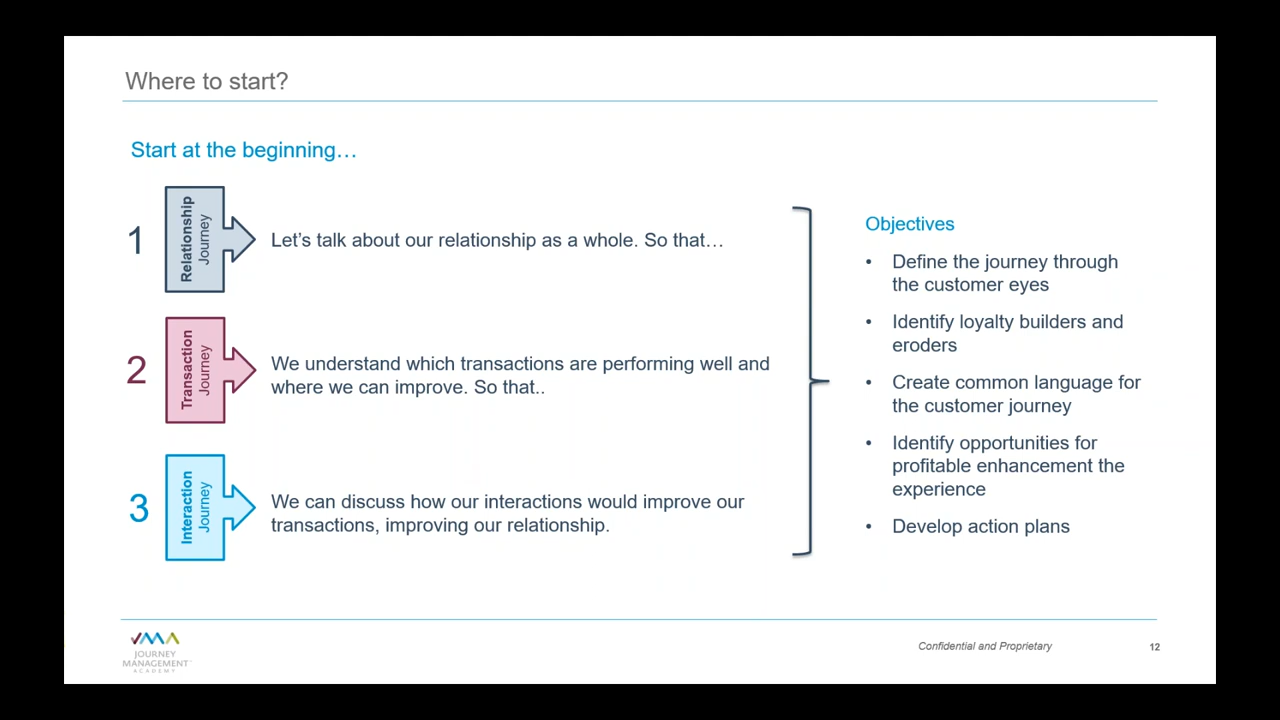 Where to start?
Start at the beginning…
1
Relationship
Journey
Let's talk about our relationship as a whole. So that…
2
Transaction
Journey
We understand which transactions are performing well and
where we can improve. So that..
3
Interaction
Journey
We can discuss how our interactions would improve our
transactions, improving our relationship.
Objectives
• Define the journey through
the customer eyes
• Identify loyalty builders and
eroders
• Create common language for
the customer journey
• Identify opportunities for
profitable enhancement the
experience
• Develop action plans
JMA
JOURNEY
MANAGEMENT
ACADEMY
Confidential and Proprietary
12